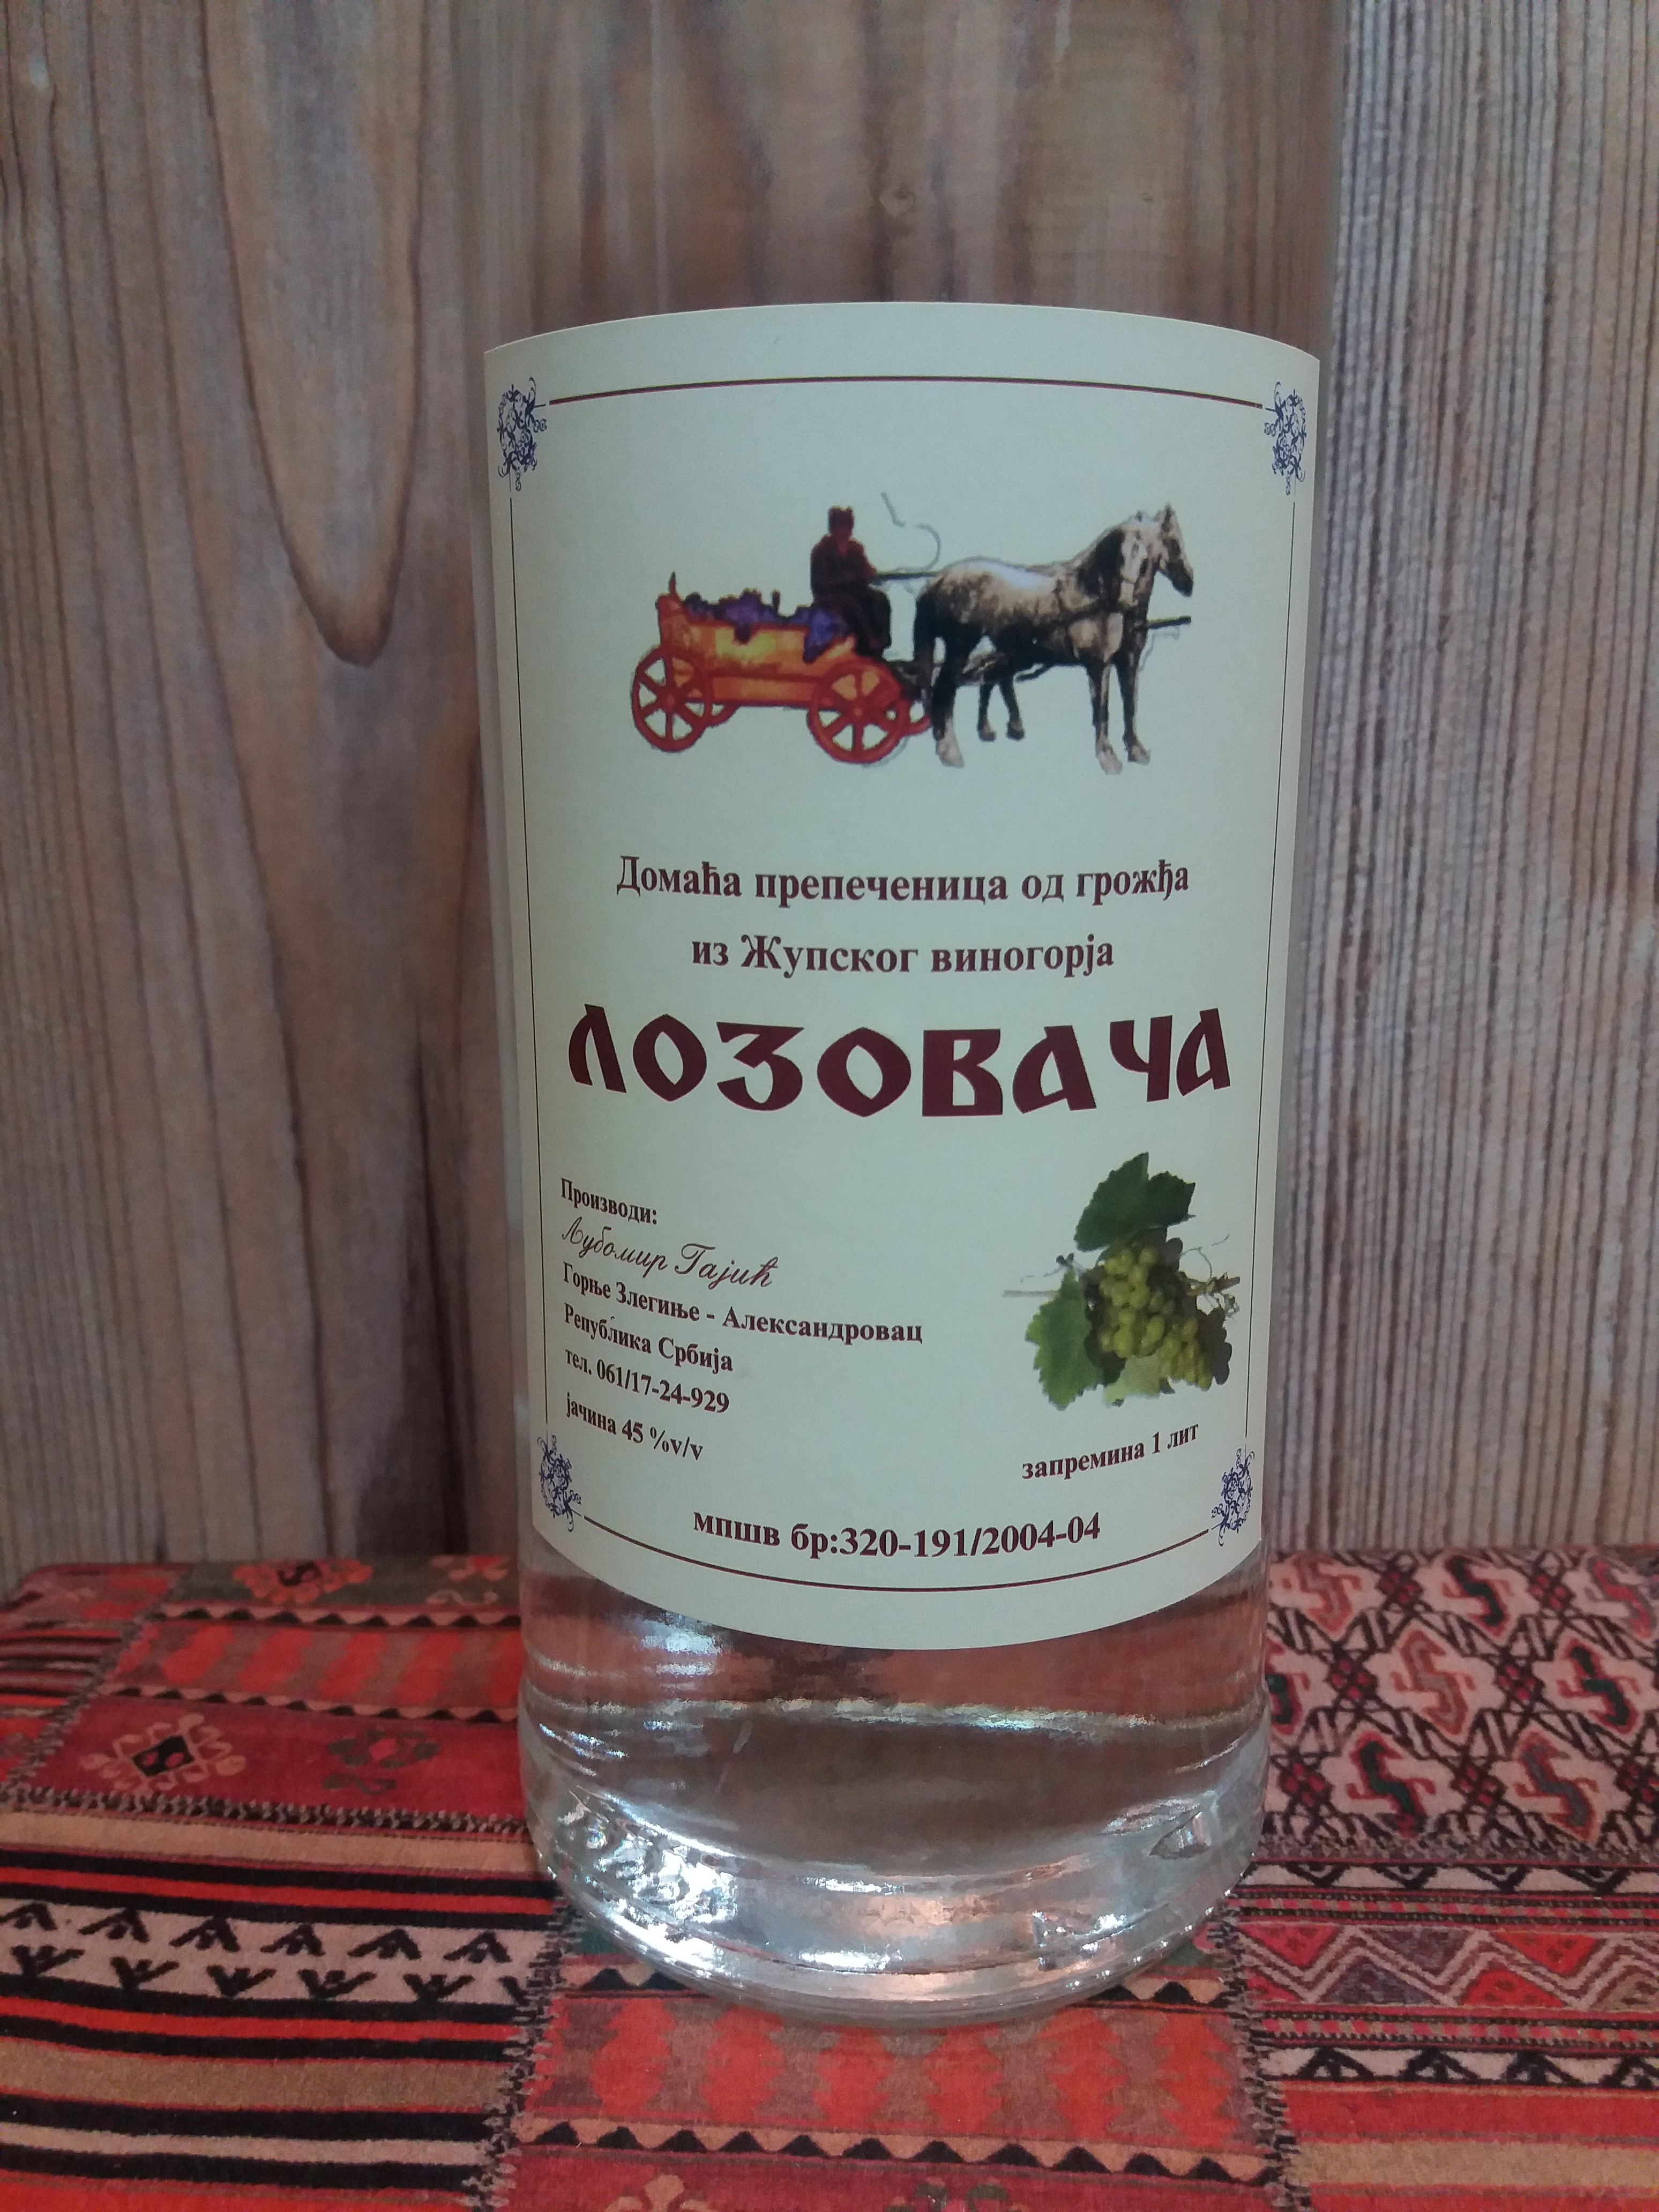 Домаћа препеченица од грожђа
из Жупског виногорја
ЛОЗОВАЧА
Производи:
Љубомир Гајић
Горње Злегиње - Александровац
Република Србија
тел. 061/17-24-929
јачина 45 %v/v
запремина 1 лит
мпшв бр:320-191/2004-04